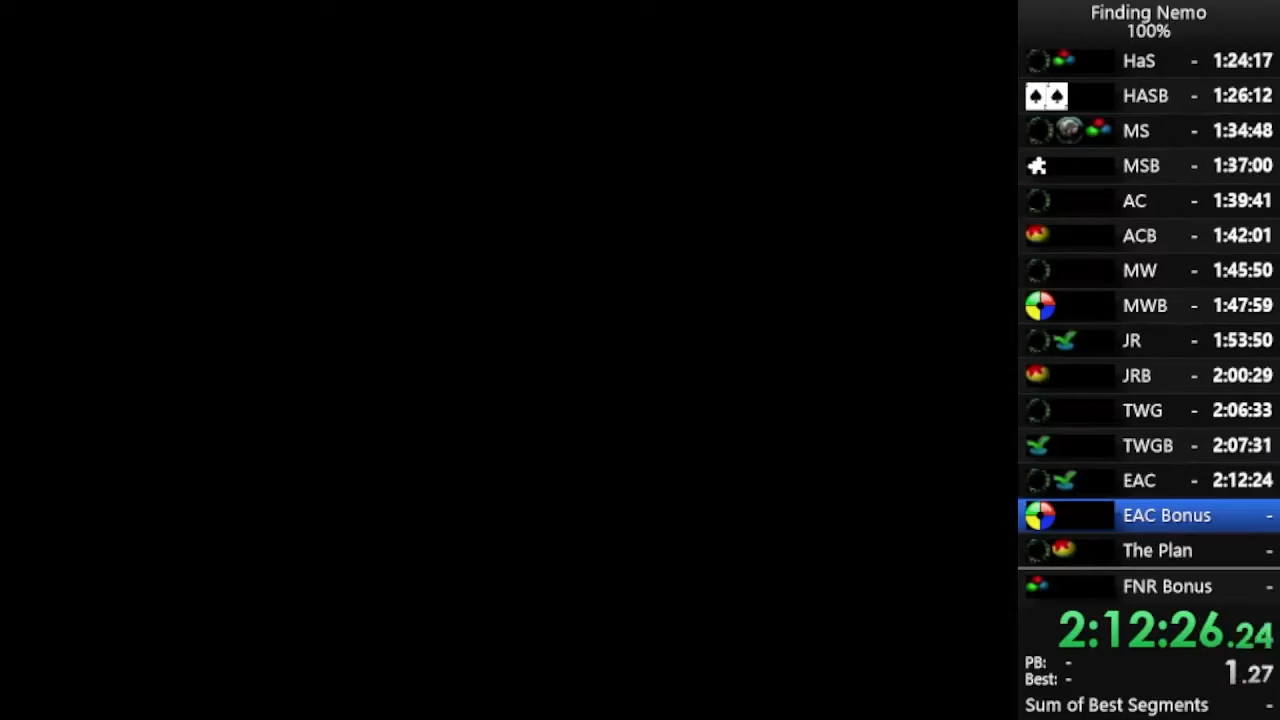 Finding Nemo
100%
HaS - 1:24:17
HASB - 1:26:12
MS - 1:34:48
MSB - 1:37:00
AC - 1:39:41
ACB - 1:42:01
MW - 1:45:50
MWB - 1:47:59
JR - 1:53:50
JRB - 2:00:29
TWG - 2:06:33
TWGB - 2:07:31
EAC - 2:12:24
EAC Bonus -
The Plan -
FNR Bonus -
2:12:26.24
PB: - 1.27
Best: -
Sum of Best Segments -